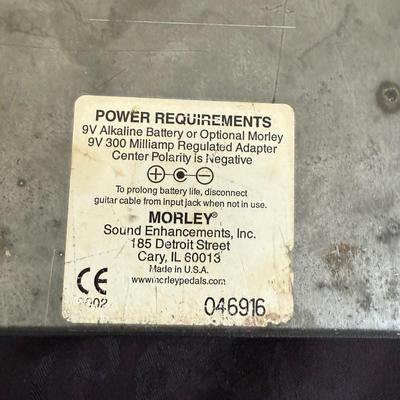 POWER REQUIREMENTS
9V Alkaline Battery or Optional Morley
9V 300 Milliamp Regulated Adapter
Center Polarity is Negative
+ −
To prolong battery life, disconnect
guitar cable from input jack when not in use.
MORLEY®
Sound Enhancements, Inc.
185 Detroit Street
Cary, IL 60013
Made in U.S.A.
www.morleypedals.com
CE
046916